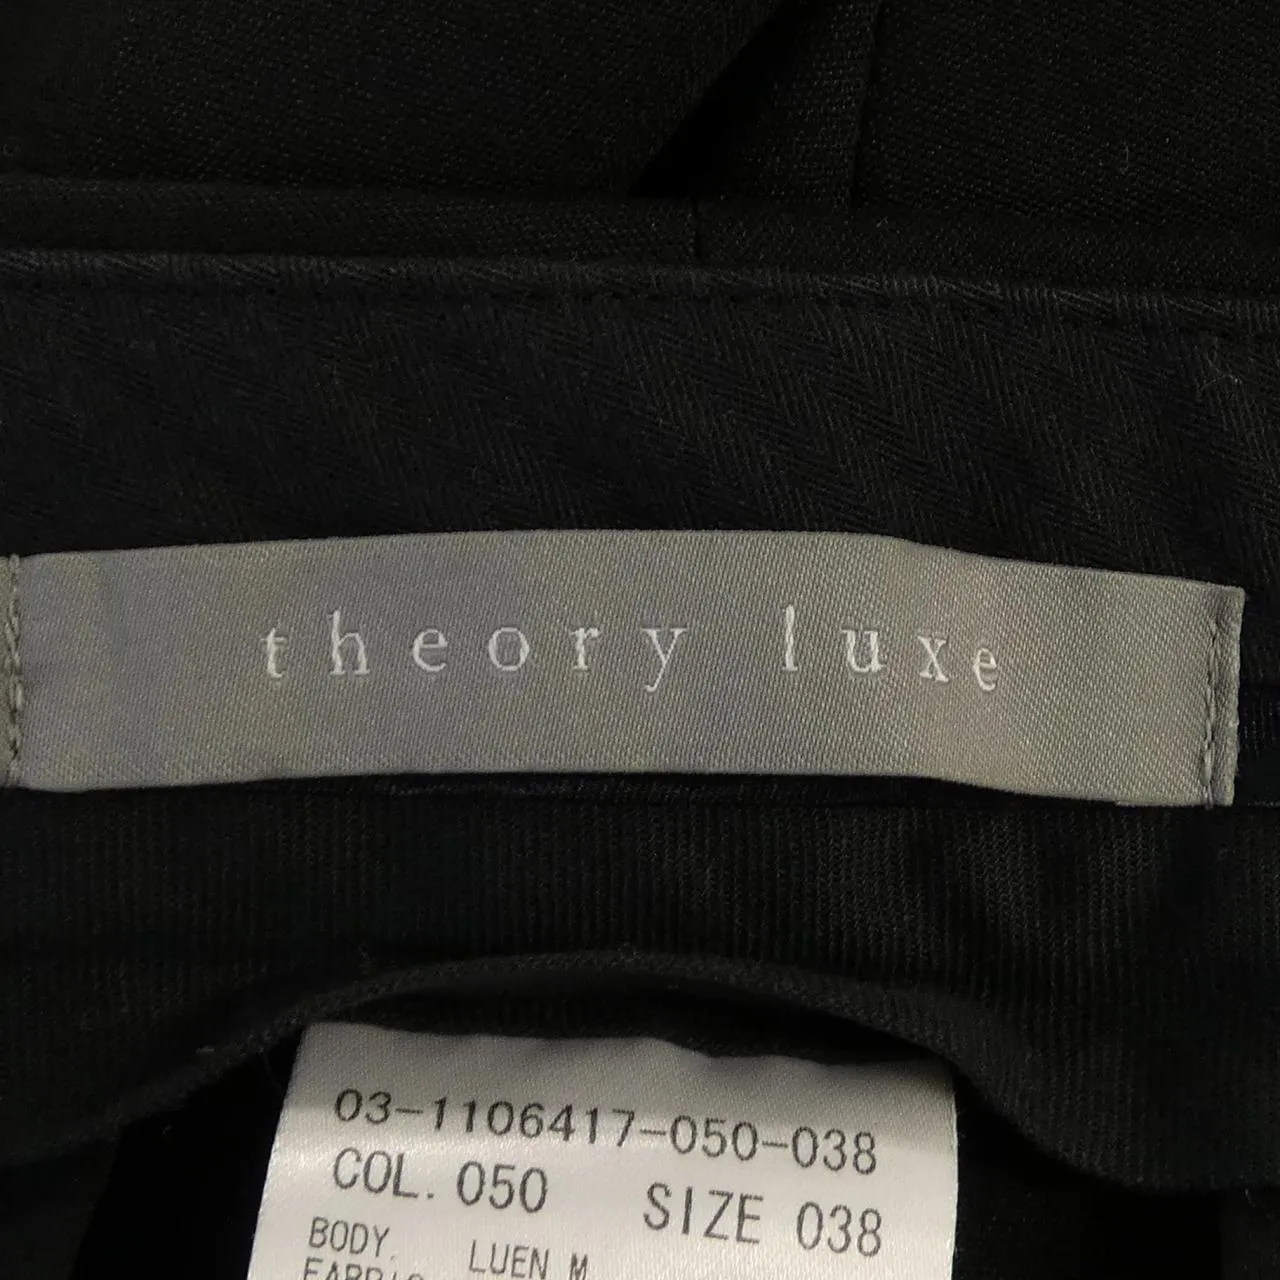 theory luxe
03-1106417-050-038
COL. 050 SIZE 038
BODY. LUEN M